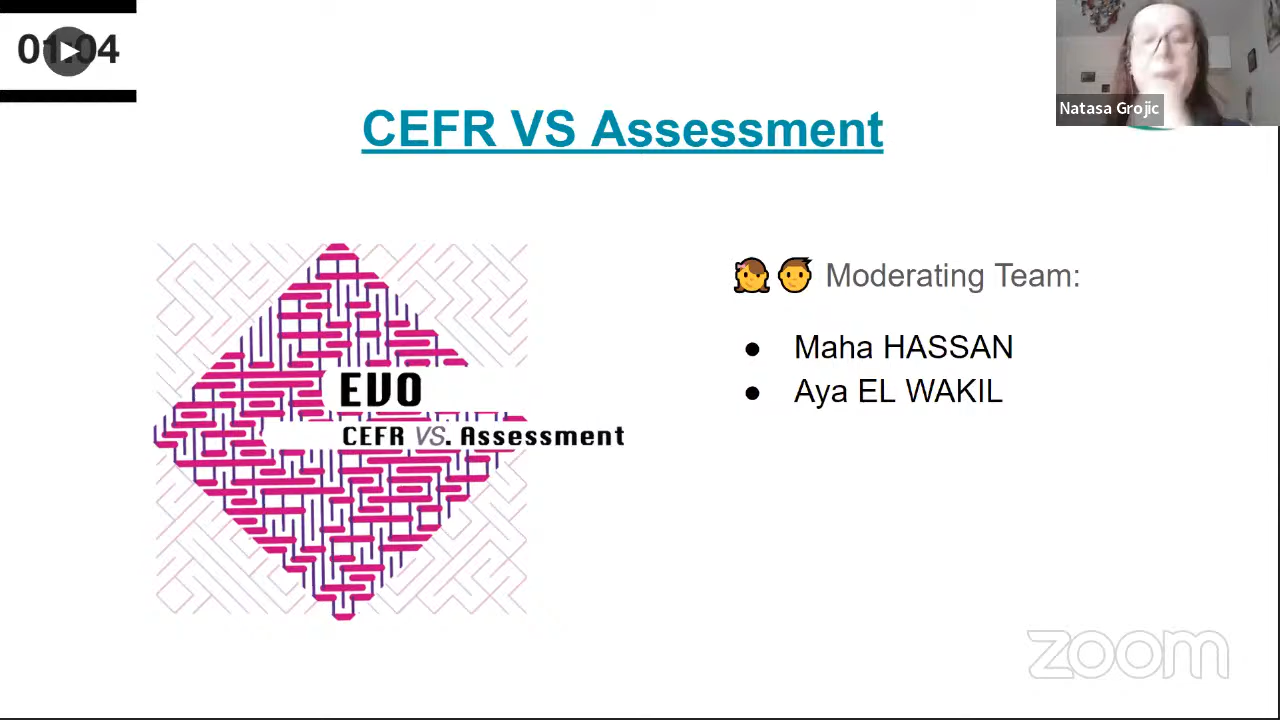 01:04
Natasa Grojic
CEFR VS Assessment
Moderating Team:
● Maha HASSAN
● Aya EL WAKIL
EVO
CEFR VS. Assessment
zoom